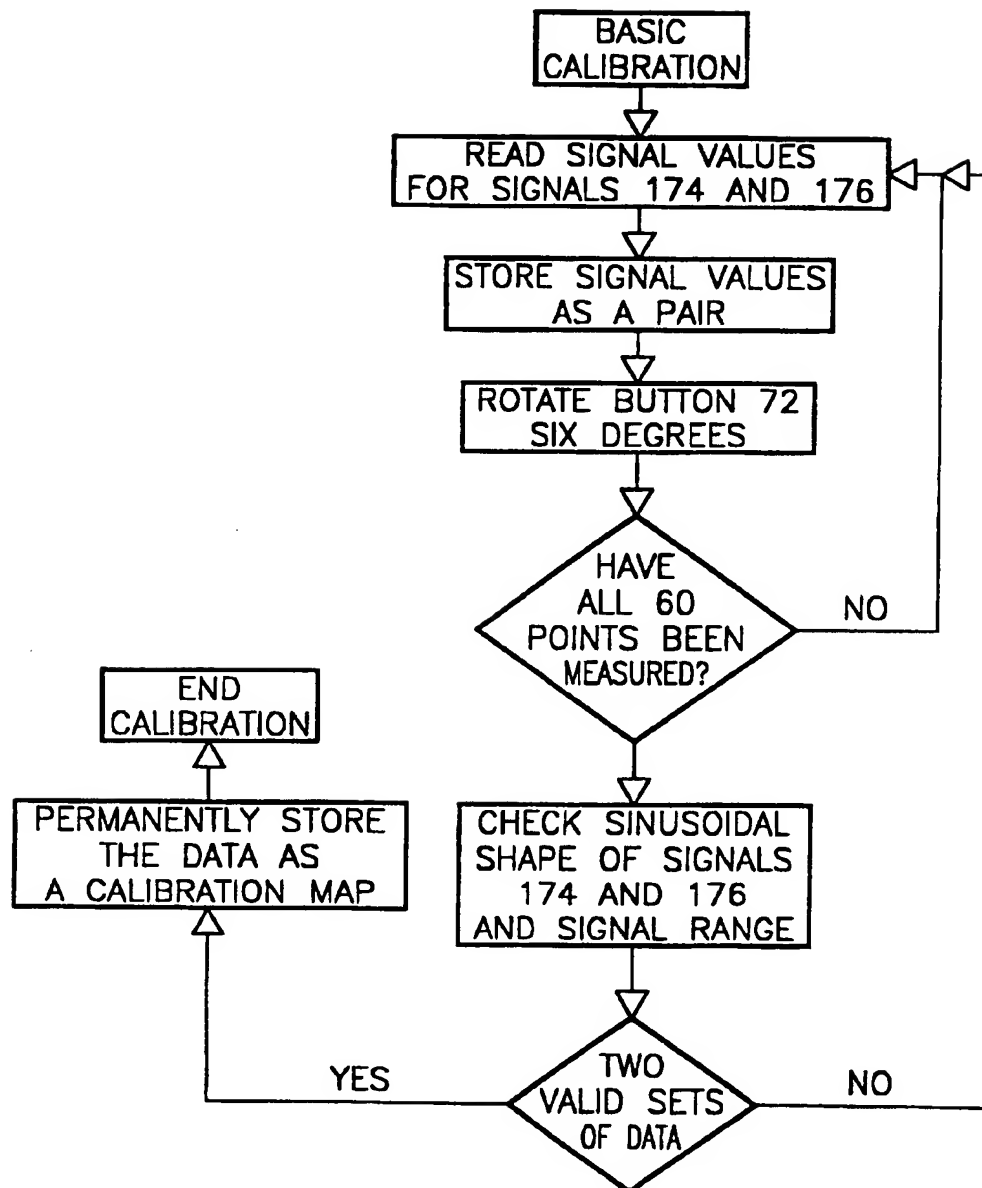 BASIC
CALIBRATION
READ SIGNAL VALUES
FOR SIGNALS 174 AND 176
STORE SIGNAL VALUES
AS A PAIR
ROTATE BUTTON 72
SIX DEGREES
HAVE
ALL 60
POINTS BEEN
MEASURED?
NO
END
CALIBRATION
PERMANENTLY STORE
THE DATA AS
A CALIBRATION MAP
CHECK SINUSOIDAL
SHAPE OF SIGNALS
174 AND 176
AND SIGNAL RANGE
YES
TWO
VALID SETS
OF DATA
NO